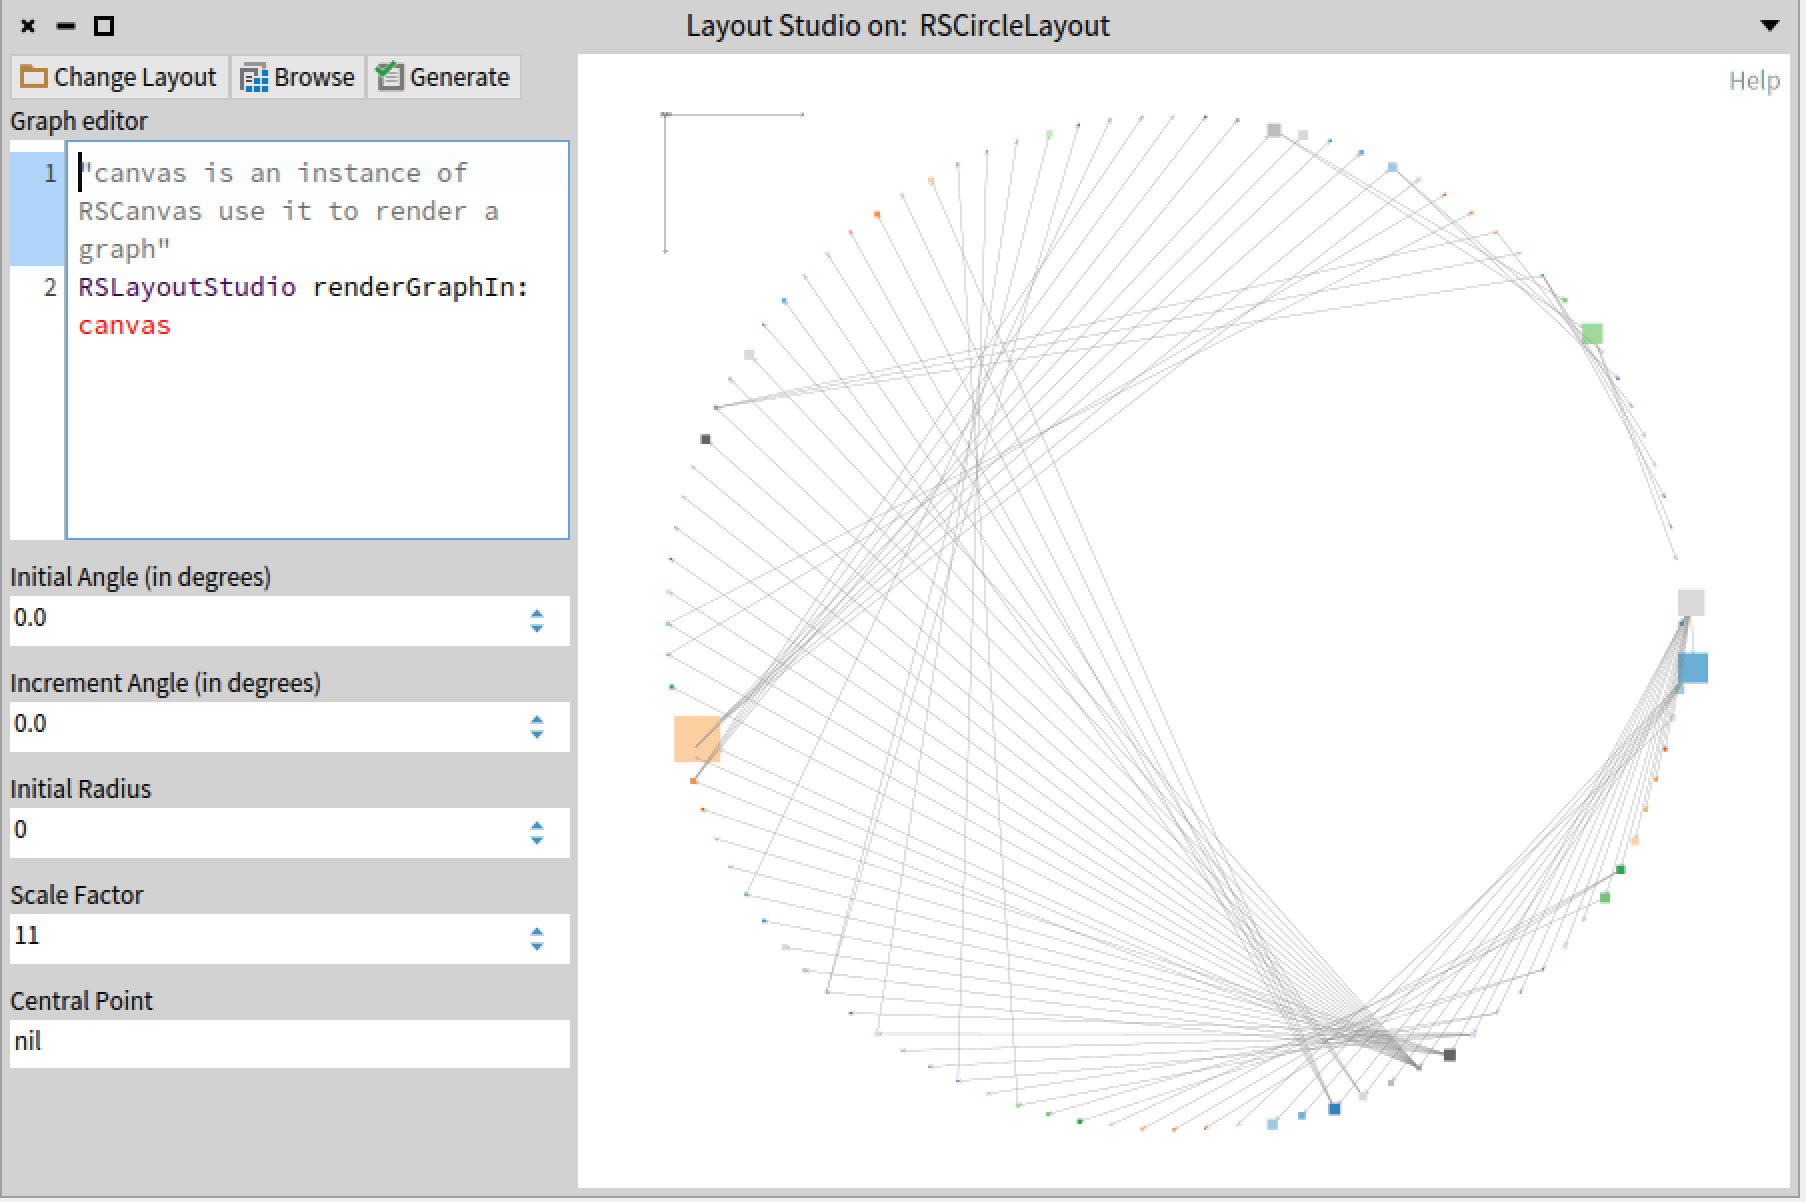 Layout Studio on: RSCircleLayout
Change Layout Browse Generate
Help
Graph editor
1 "canvas is an instance of
RSCanvas use it to render a
graph"
2 RSLayoutStudio renderGraphIn:
canvas
Initial Angle (in degrees)
0.0
Increment Angle (in degrees)
0.0
Initial Radius
0
Scale Factor
11
Central Point
nil